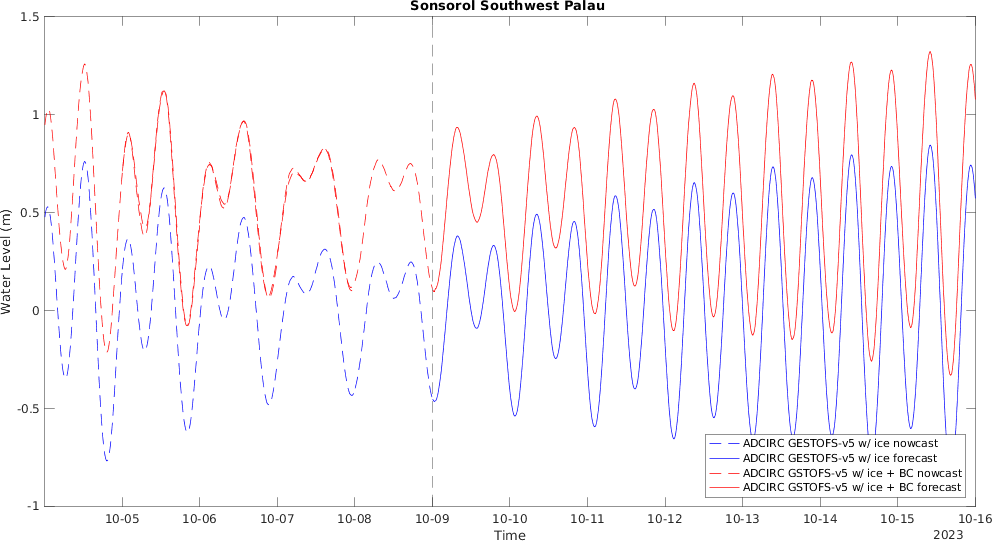 Sonsorol Southwest Palau
1.5
1
0.5
0
-0.5
-1
Water Level (m)
ADCIRC GESTOFS-v5 w/ ice nowcast
ADCIRC GESTOFS-v5 w/ ice forecast
ADCIRC GSTOFS-v5 w/ ice + BC nowcast
ADCIRC GSTOFS-v5 w/ ice + BC forecast
10-05 10-06 10-07 10-08 10-09 10-10 10-11 10-12 10-13 10-14 10-15 10-16
Time
2023